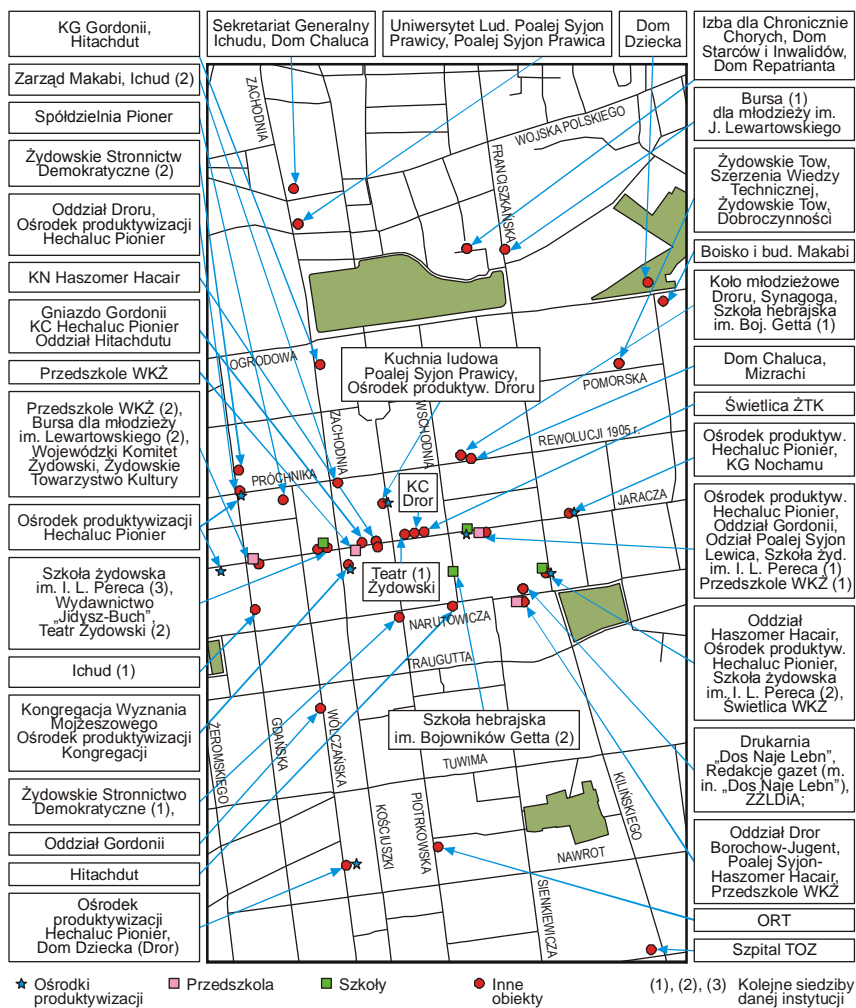 KG Gordonii,
Hitachdut
Sekretariat Generalny
Ichudu, Dom Chaluca
Uniwersytet Lud. Poalej Syjon
Prawicy, Poalej Syjon Prawica
Dom
Dziecka
Izba dla Chronicznie
Chorych, Dom
Starców i Inwalidów,
Dom Repatrianta
Zarząd Makabi, Ichud (2)
Spółdzielnia Pioner
Żydowskie Stronnictw
Demokratyczne (2)
Oddział Droru,
Ośrodek produktywizacji
Hechaluc Pionier
KN Haszomer Hacair
Gniazdo Gordonii
KC Hechaluc Pionier
Oddział Hitachdutu
Przedszkole WKŻ
Przedszkole WKŻ (2),
Bursa dla młodzieży
im. Lewartowskiego (2),
Wojewódzki Komitet
Żydowski, Żydowskie
Towarzystwo Kultury
Ośrodek produktywizacji
Hechaluc Pionier
Szkoła żydowska
im. I. L. Pereca (3),
Wydawnictwo
„Jidysz-Buch”,
Teatr Żydowski (2)
Ichud (1)
Kongregacja Wyznania
Mojżeszowego
Ośrodek produktywizacji
Kongregacji
Żydowskie Stronnictwo
Demokratyczne (1),
Oddział Gordonii
Hitachdut
Ośrodek
produktywizacji
Hechaluc Pionier,
Dom Dziecka (Dror)
ZACHODNIA
WOJSKA POLSKIEGO
FRANCISZKAŃSKA
OGRODOWA
Kuchnia ludowa
Poalej Syjon Prawicy,
Ośrodek produktyw. Droru
POMORSKA
ZACHODNIA
WSCHODNIA
REWOLUCJI 1905 r.
PRÓCHNIKA
KC
Dror
JARACZA
Teatr (1)
Żydowski
NARUTOWICZA
TRAUGUTTA
Szkoła hebrajska
im. Bojowników Getta (2)
ŻEROMSKIEGO
GDAŃSKA
WÓLCZAŃSKA
TUWIMA
KOŚCIUSZKI
PIOTRKOWSKA
KILIŃSKIEGO
NAWROT
SIENKIEWICZA
Bursa (1)
dla młodzieży im.
J. Lewartowskiego
Żydowskie Tow,
Szerzenia Wiedzy
Technicznej,
Żydowskie Tow,
Dobroczynności
Boisko i bud. Makabi
Koło młodzieżowe
Droru, Synagoga,
Szkoła hebrajska
im. Boj. Getta (1)
Dom Chaluca,
Mizrachi
Świetlica ŻTK
Ośrodek produktyw.
Hechaluc Pionier,
KG Nochamu
Ośrodek produktyw.
Hechaluc Pionier,
Oddział Gordonii,
Odział Poalej Syjon
Lewica, Szkoła żyd.
im. I. L. Pereca (1)
Przedszkole WKŻ (1)
Oddział
Haszomer Hacair,
Ośrodek produktyw.
Hechaluc Pionier,
Szkoła żydowska
im. I. L. Pereca (2),
Świetlica WKŻ
Drukarnia
„Dos Naje Lebn”,
Redakcje gazet (m.
in. „Dos Naje Lebn”),
ZŻLDiA;
Oddział Dror
Borochow-Jugent,
Poalej Syjon-
Haszomer Hacair,
Przedszkole WKŻ
ORT
Szpital TOZ
Ośrodki
produktywizacji
Przedszkola
Szkoły
Inne
obiekty
(1), (2), (3) Kolejne siedziby
danej instytucji